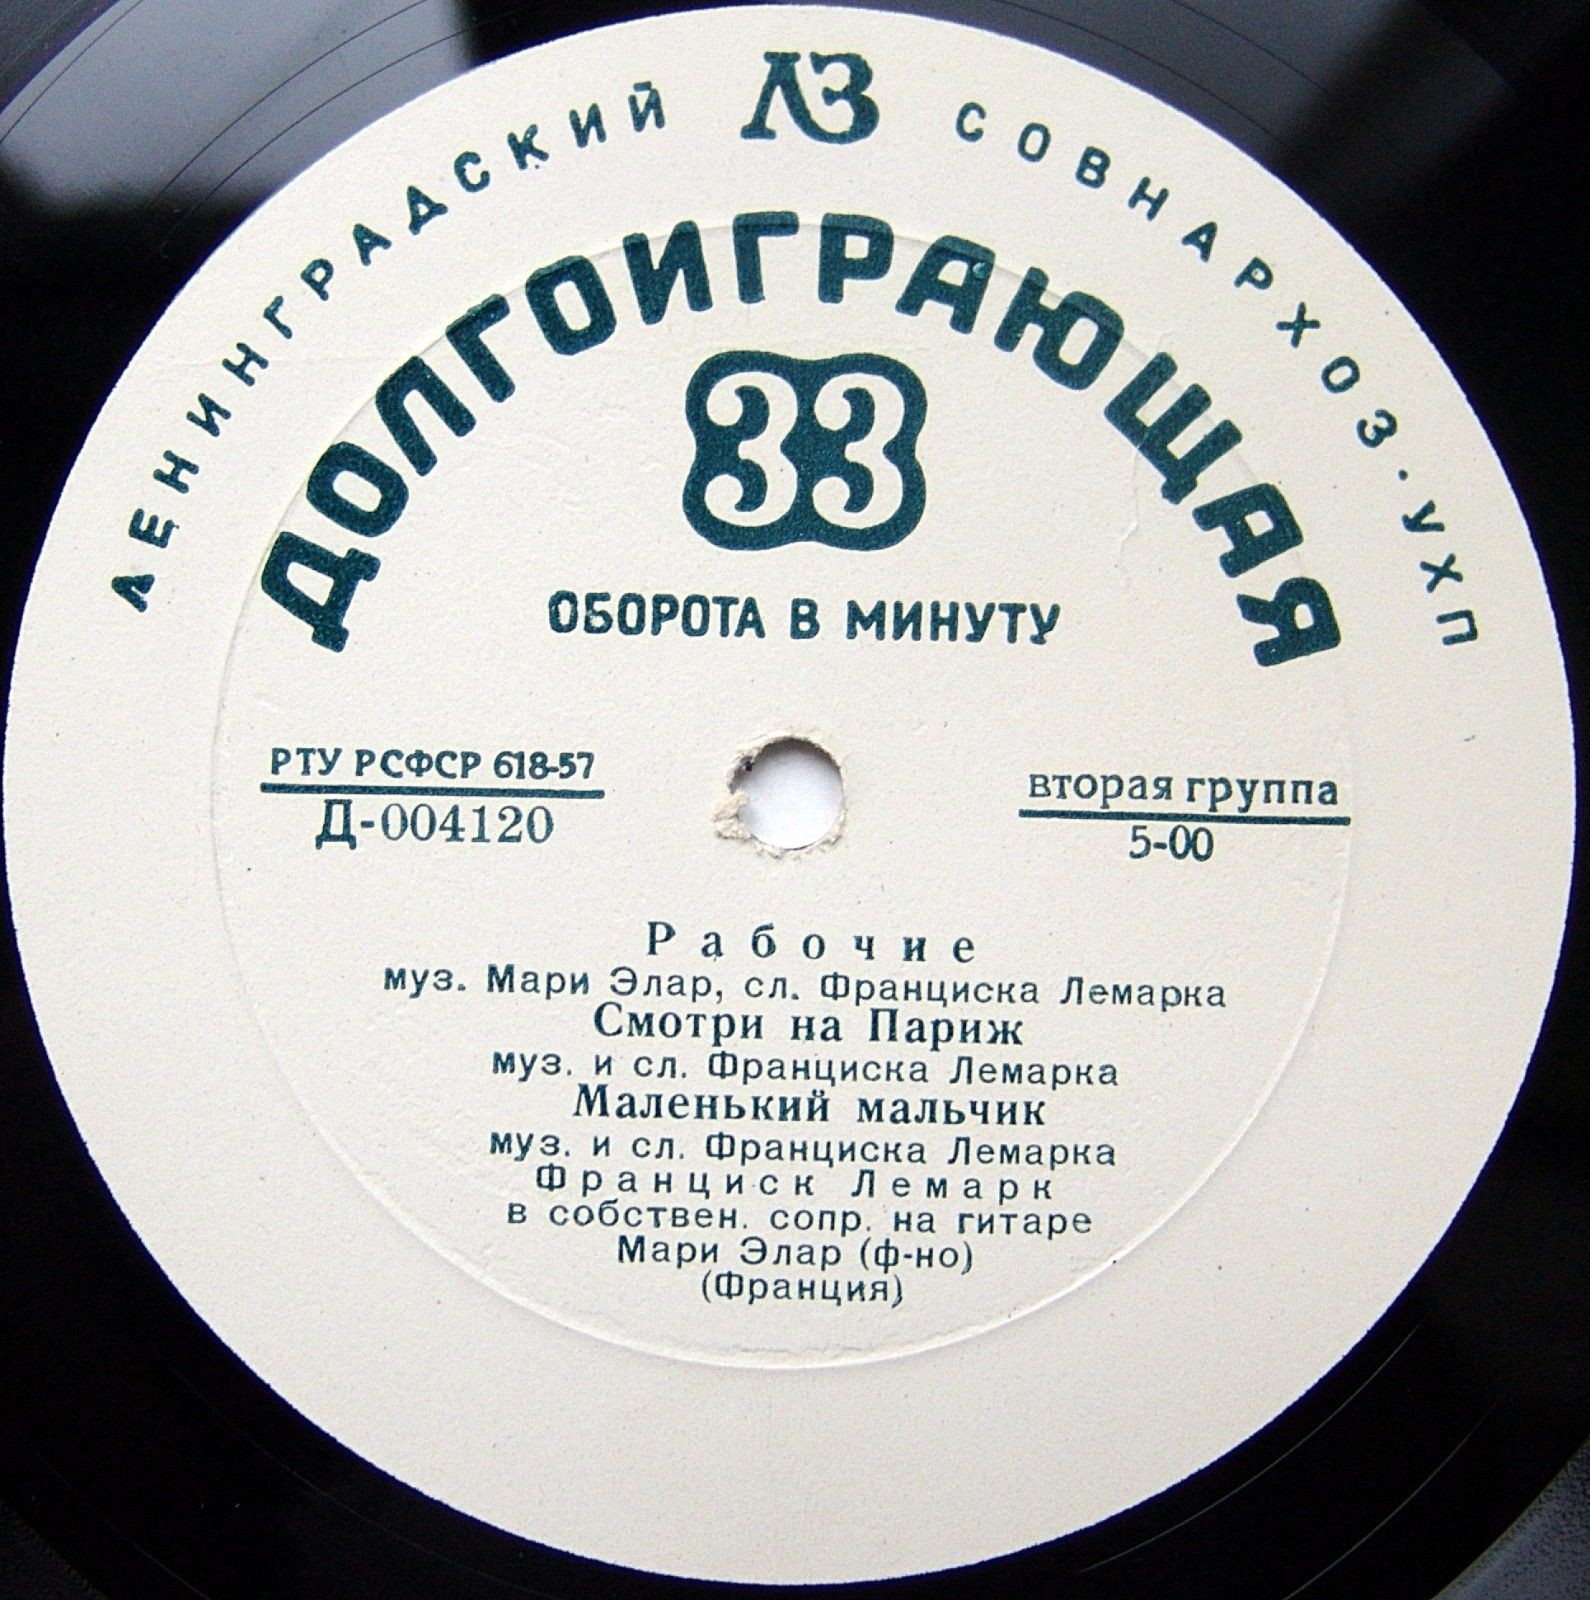 ЛЕНИНГРАДСКИЙ ЛЗ СОВНАРХОЗ · УХП
ДОЛГОИГРАЮЩАЯ
33
ОБОРОТА В МИНУТУ
РТУ РСФСР 618-57
Д-004120
вторая группа
5-00
Рабочие
муз. Мари Элар, сл. Франциска Лемарка
Смотри на Париж
муз. и сл. Франциска Лемарка
Маленький мальчик
муз. и сл. Франциска Лемарка
Франциск Лемарк
в собствен. сопр. на гитаре
Мари Элар (ф-но)
(Франция)